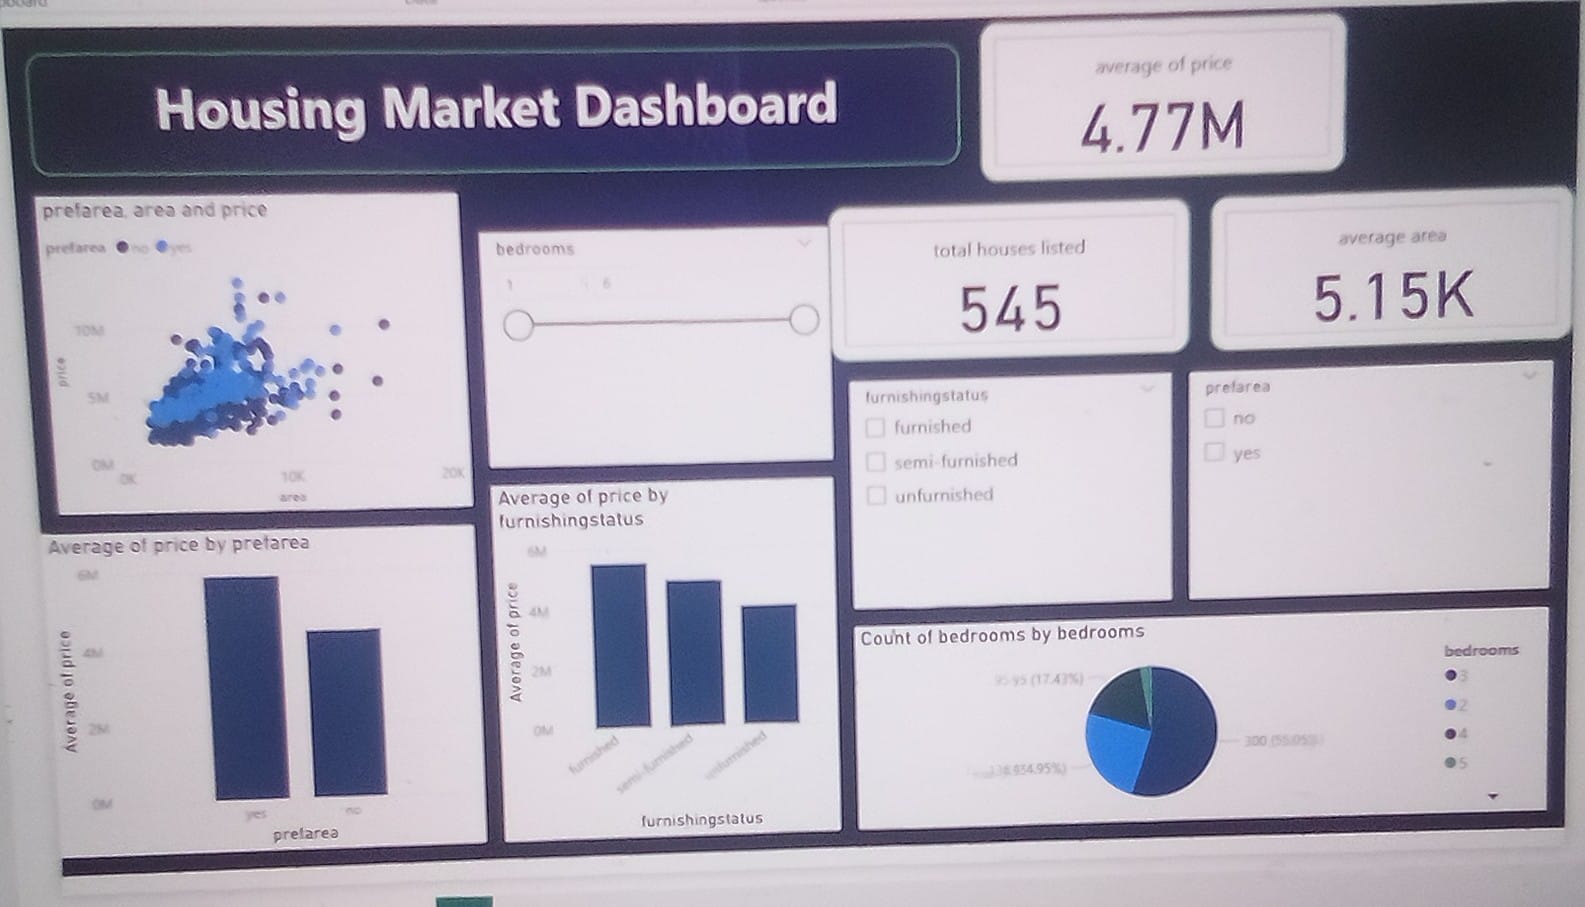 Housing Market Dashboard
average of price
4.77M
prefarea, area and price
prefarea no yes
10M
5M
0M
price
0K
10K
20K
area
bedrooms
1
6
total houses listed
545
average area
5.15K
furnishingstatus
furnished
semi-furnished
unfurnished
prefarea
no
yes
Average of price by prefarea
6M
4M
2M
0M
Average of price
yes
no
prefarea
Average of price by
furnishingstatus
6M
4M
2M
0M
Average of price
furnished
semi-furnished
unfurnished
furnishingstatus
Count of bedrooms by bedrooms
(17.43%)
300 (55.05%)
bedrooms
3
2
4
5